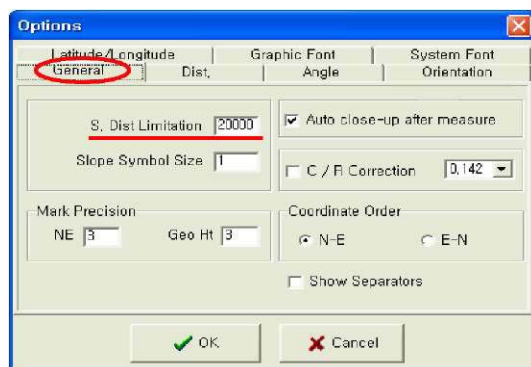 Options
Latitude/Longitude Graphic Font System Font
General Dist, Angle Orientation
S, Dist Limitation 20000
Slope Symbol Size 1
Auto close-up after measure
C / R Correction 0,142
Mark Precision
NE 3 Geo Ht 3
Coordinate Order
N-E E-N
Show Separators
OK Cancel